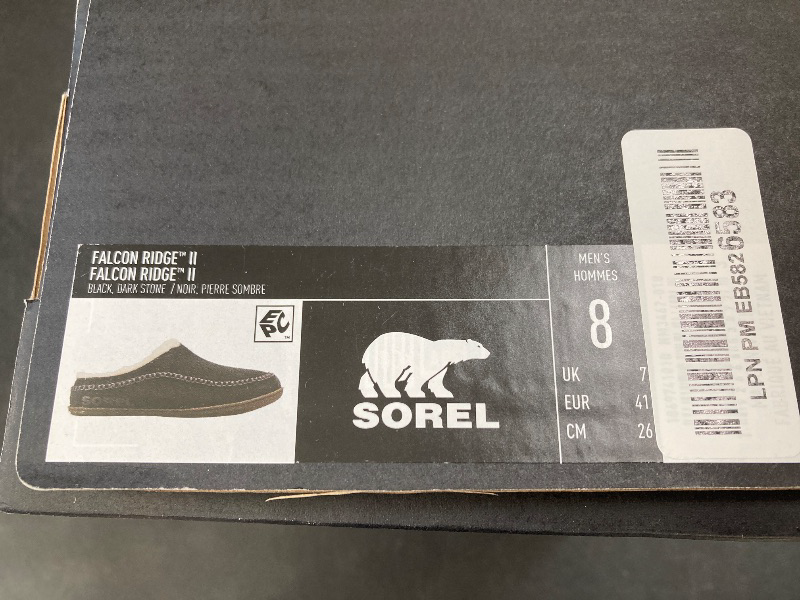 FALCON RIDGE™ II
FALCON RIDGE™ II
BLACK, DARK STONE / NOIR, PIERRE SOMBRE
EPC™
SOREL
MEN'S
HOMMES
8
UK 7
EUR 41
CM 26
LPN PM EB5826583